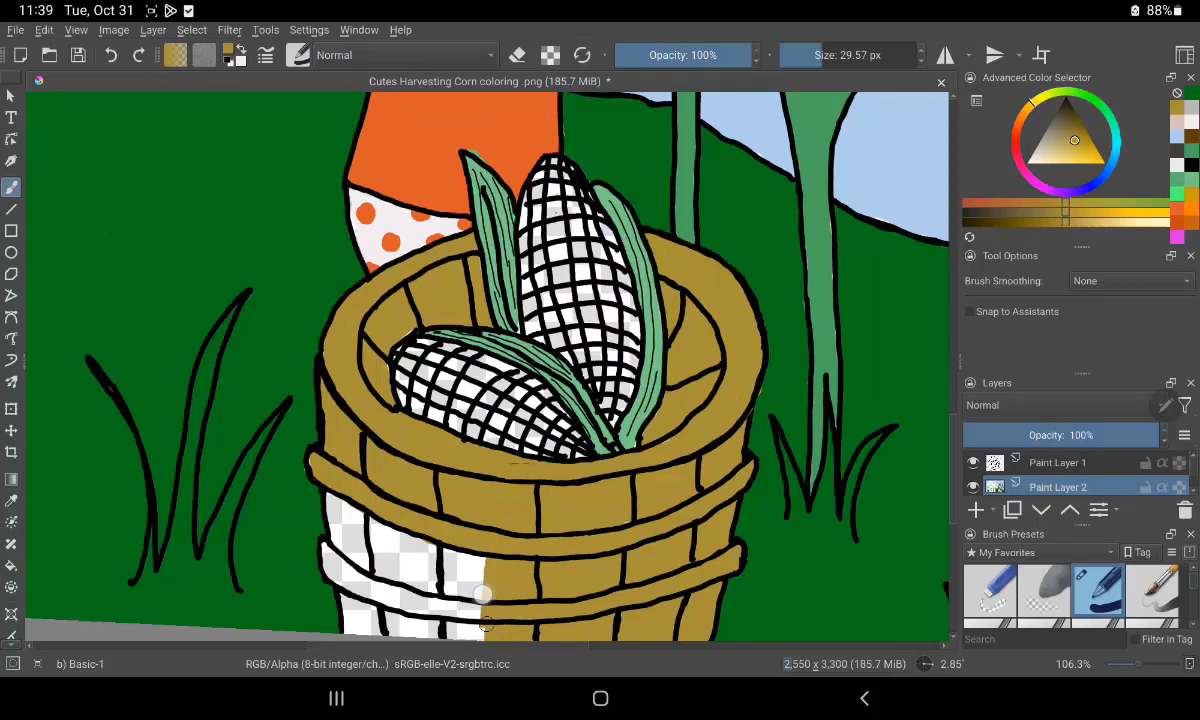 11:39 Tue, Oct 31 88%
File Edit View Image Layer Select Filter Tools Settings Window Help
Normal Opacity: 100% Size: 29.57 px
Cutes Harvesting Corn coloring .png (185.7 MiB) *
Advanced Color Selector
Tool Options
Brush Smoothing: None
Snap to Assistants
Layers
Normal
Opacity: 100%
Paint Layer 1
Paint Layer 2
Brush Presets
My Favorites Tag
Search Filter in Tag
b) Basic-1 RGB/Alpha (8-bit integer/ch...) sRGB-elle-V2-srgbtrc.icc 2,550 x 3,300 (185.7 MiB) 2.85° 106.3%